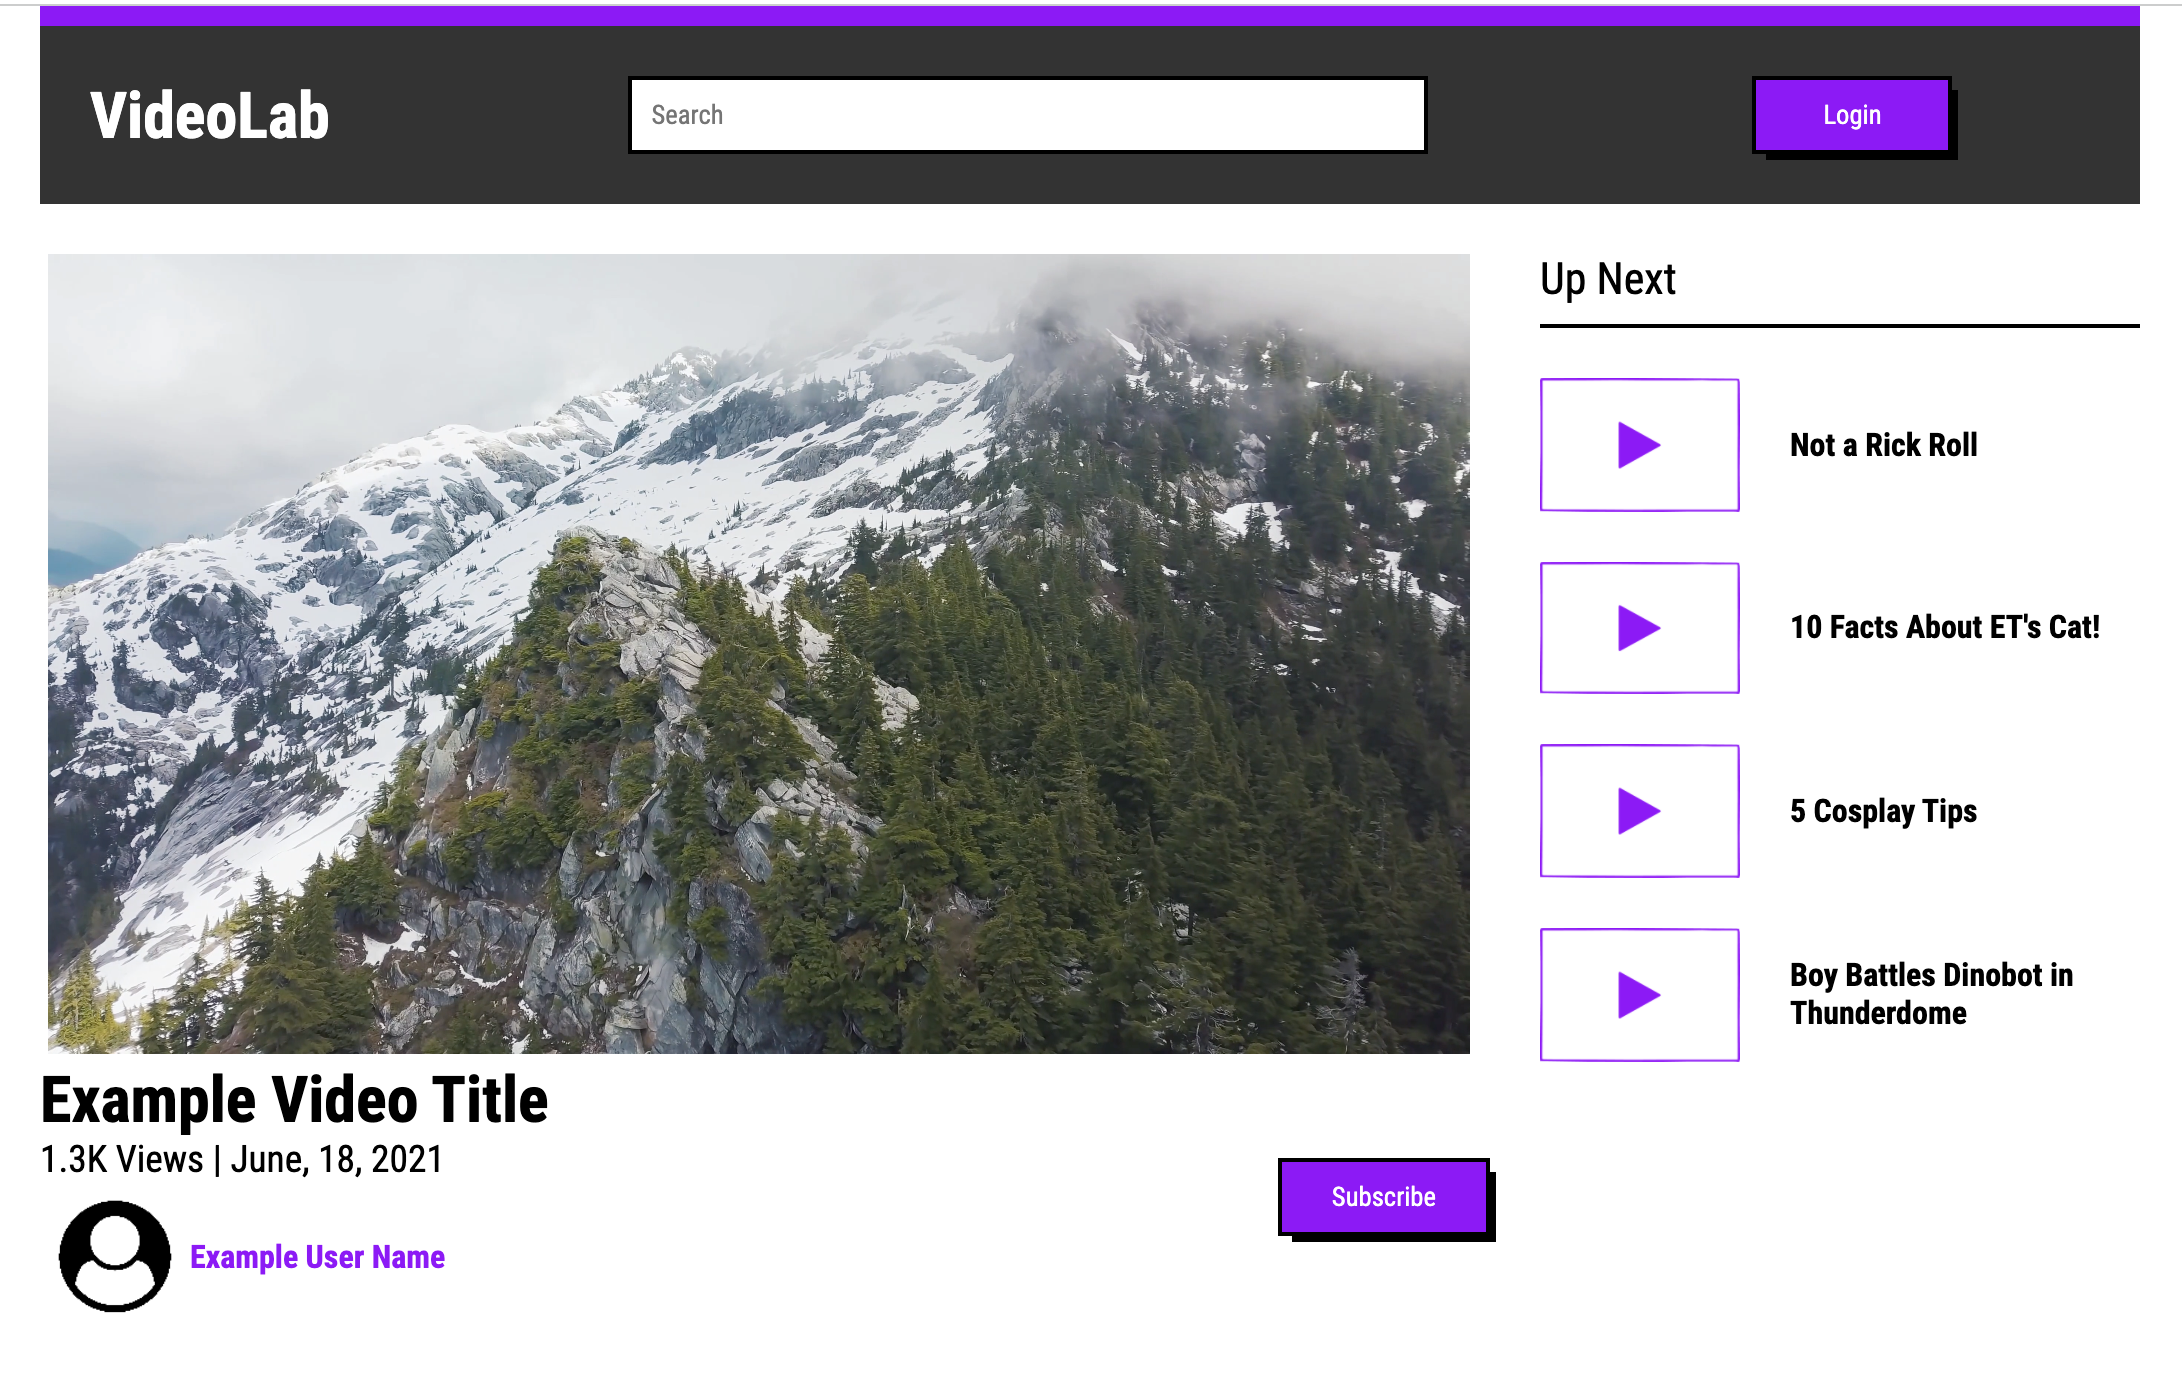 VideoLab
Search
Login
Up Next
Not a Rick Roll
10 Facts About ET's Cat!
5 Cosplay Tips
Boy Battles Dinobot in
Thunderdome
Example Video Title
1.3K Views | June, 18, 2021
Subscribe
Example User Name